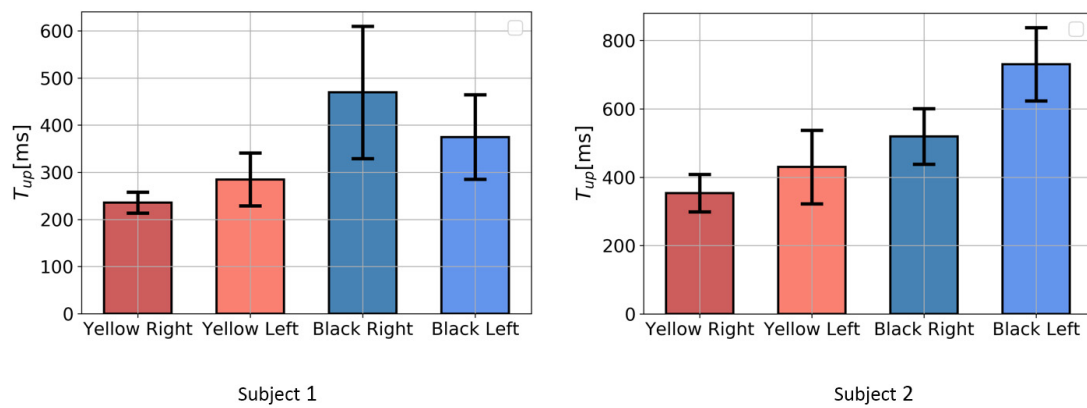 600
500
400
300
200
100
0
T_up[ms]
Yellow Right Yellow Left Black Right Black Left
Subject 1
800
600
400
200
0
T_up[ms]
Yellow Right Yellow Left Black Right Black Left
Subject 2